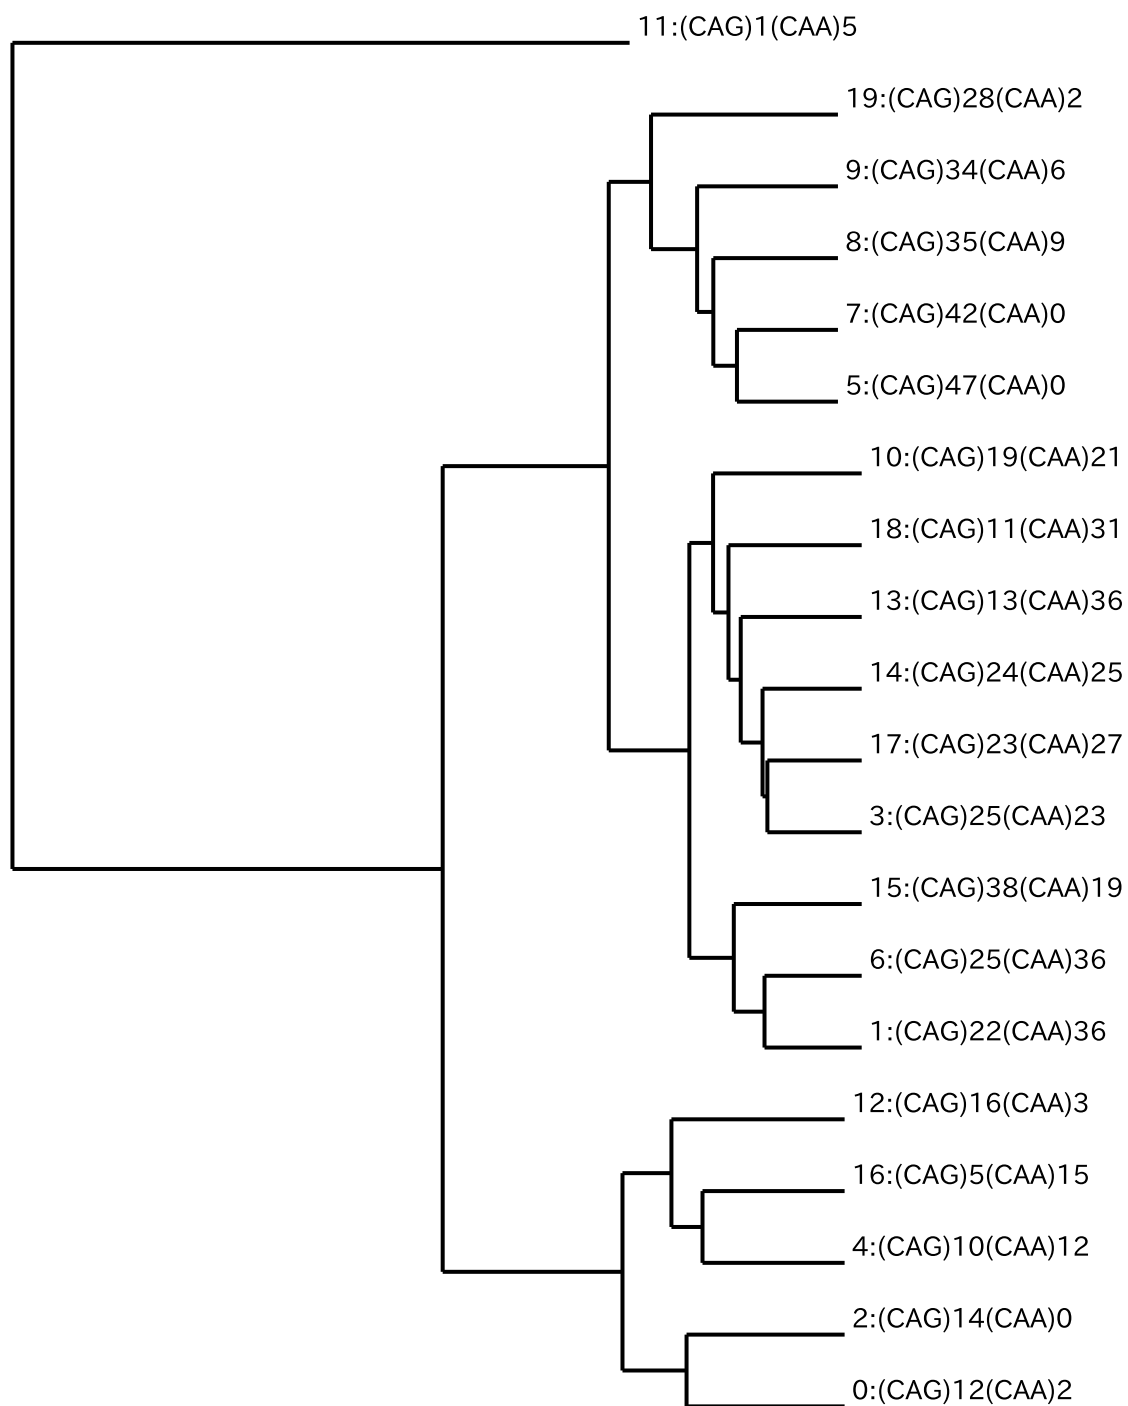 11:(CAG)1(CAA)5
19:(CAG)28(CAA)2
9:(CAG)34(CAA)6
8:(CAG)35(CAA)9
7:(CAG)42(CAA)0
5:(CAG)47(CAA)0
10:(CAG)19(CAA)21
18:(CAG)11(CAA)31
13:(CAG)13(CAA)36
14:(CAG)24(CAA)25
17:(CAG)23(CAA)27
3:(CAG)25(CAA)23
15:(CAG)38(CAA)19
6:(CAG)25(CAA)36
1:(CAG)22(CAA)36
12:(CAG)16(CAA)3
16:(CAG)5(CAA)15
4:(CAG)10(CAA)12
2:(CAG)14(CAA)0
0:(CAG)12(CAA)2